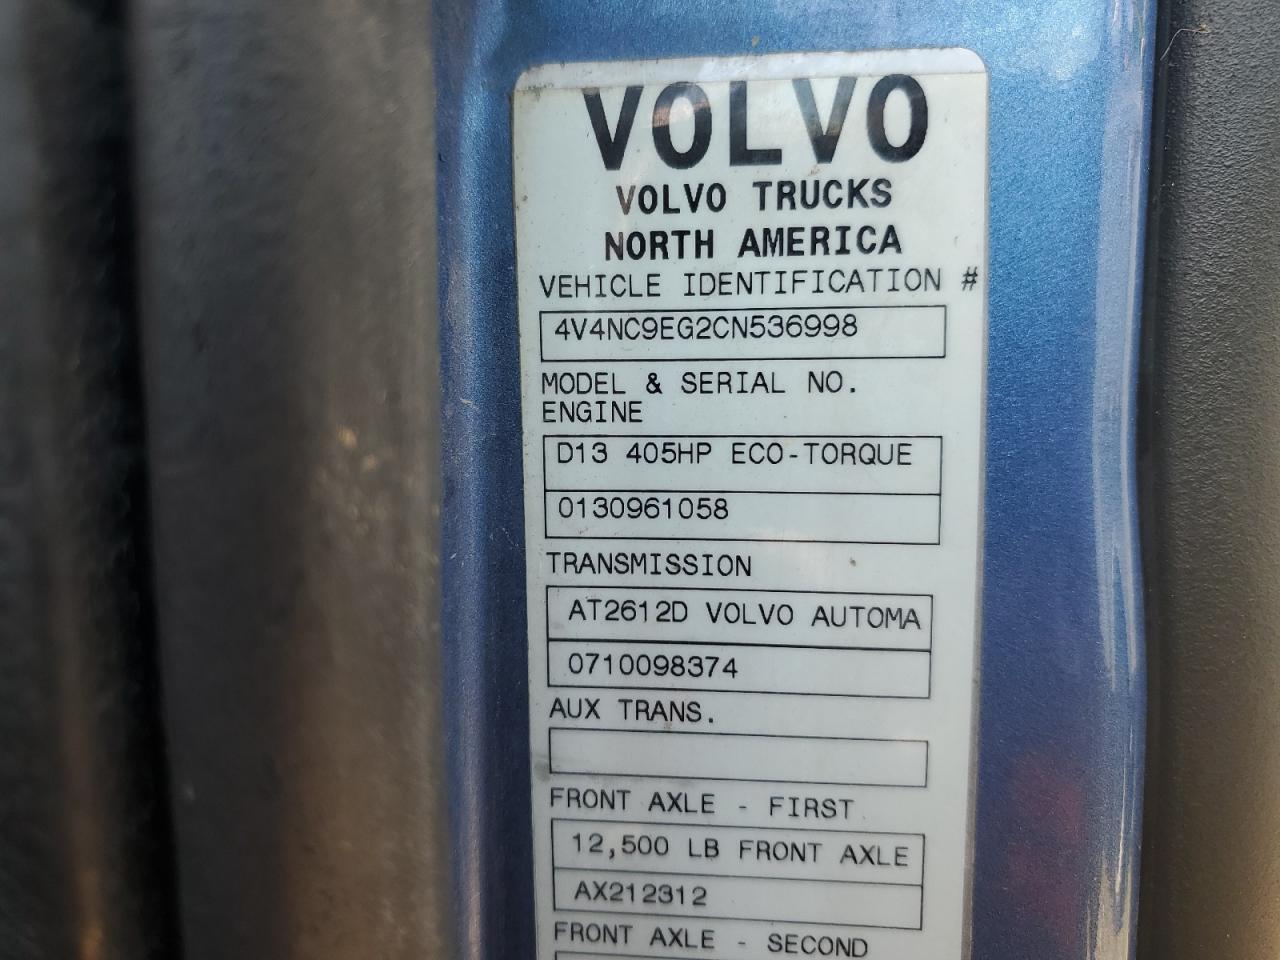 VOLVO
VOLVO TRUCKS
NORTH AMERICA
VEHICLE IDENTIFICATION #
4V4NC9EG2CN536998
MODEL & SERIAL NO.
ENGINE
D13 405HP ECO-TORQUE
0130961058
TRANSMISSION
AT2612D VOLVO AUTOMA
0710098374
AUX TRANS.
FRONT AXLE - FIRST
12,500 LB FRONT AXLE
AX212312
FRONT AXLE - SECOND